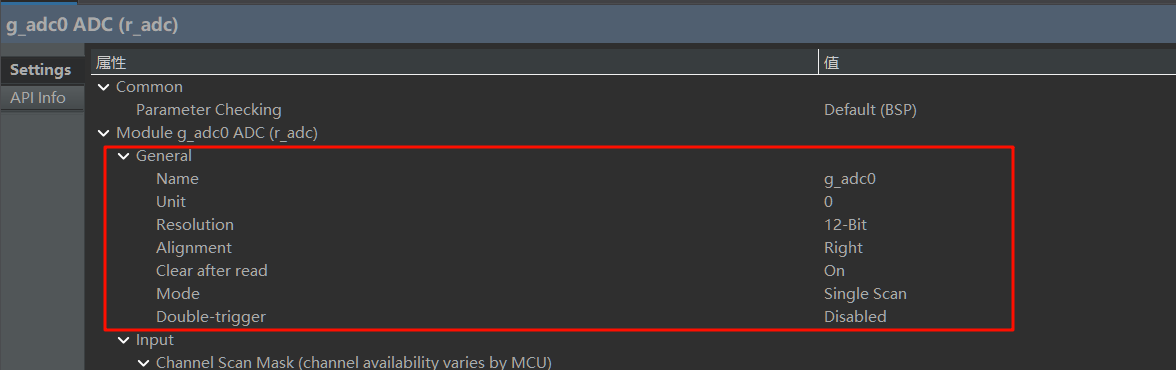 g_adc0 ADC (r_adc)
Settings
API Info
属性 值
Common
Parameter Checking Default (BSP)
Module g_adc0 ADC (r_adc)
General
Name g_adc0
Unit 0
Resolution 12-Bit
Alignment Right
Clear after read On
Mode Single Scan
Double-trigger Disabled
Input
Channel Scan Mask (channel availability varies by MCU)